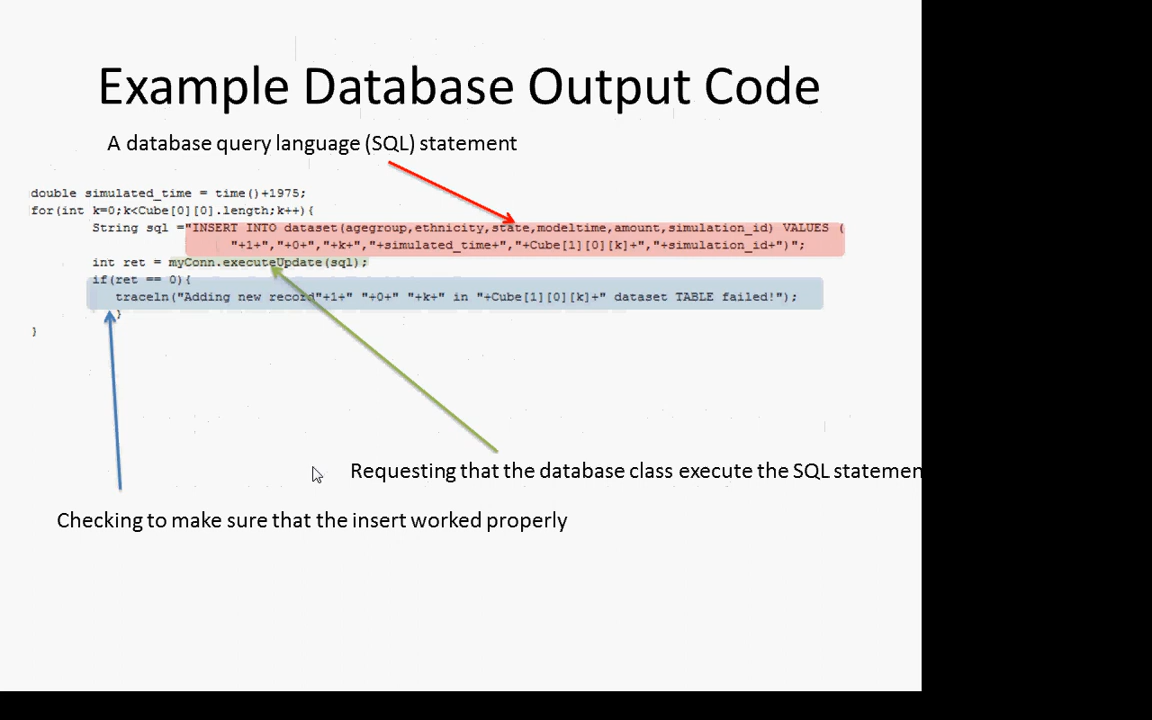 Example Database Output Code
A database query language (SQL) statement
double simulated_time = time()+1975;
for(int k=0;k<Cube[0][0].length;k++){
String sql ="INSERT INTO dataset(agegroup,ethnicity,state,modeltime,amount,simulation_id) VALUES (
"+1+","+0+","+k+","+simulated_time+","+Cube[1][0][k]+","+simulation_id+")";
int ret = myConn.executeUpdate(sql);
if(ret == 0){
traceln("Adding new record"+1+" "+0+" "+k+" in "+Cube[1][0][k]+" dataset TABLE failed!");
}
}
Requesting that the database class execute the SQL statemen
Checking to make sure that the insert worked properly